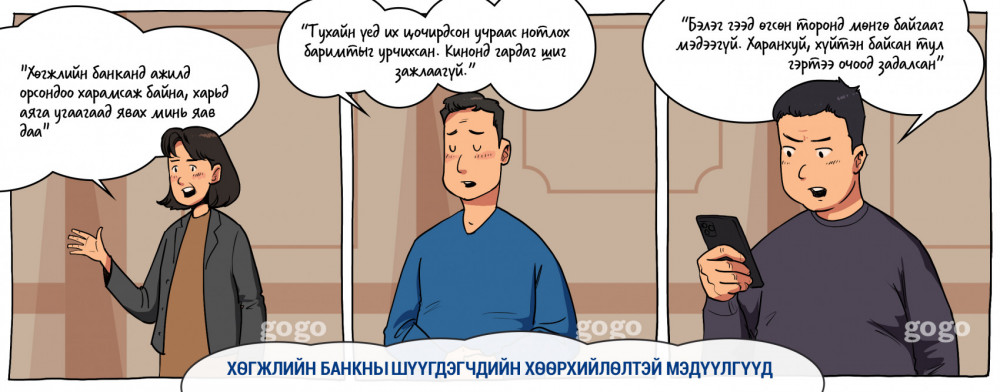 "Хөгжлийн банканд ажилд
орсондоо харамсаж байна, харьд
аяга угаагаад явах минь яав
даа"
"Тухайн үед их цочирдсон учраас нотлох
баримтыг урчихсан. Кинонд гардаг шиг
зажлаагүй."
"Бэлэг гээд өгсөн торонд мөнгө байгааг
мэдээгүй. Харанхуй, хүйтэн байсан тул
гэртээ очоод задалсан"
gogo
gogo
gogo
ХӨГЖЛИЙН БАНКНЫ ШҮҮГДЭГЧДИЙН ХӨӨРХИЙЛӨЛТЭЙ МЭДҮҮЛГҮҮД